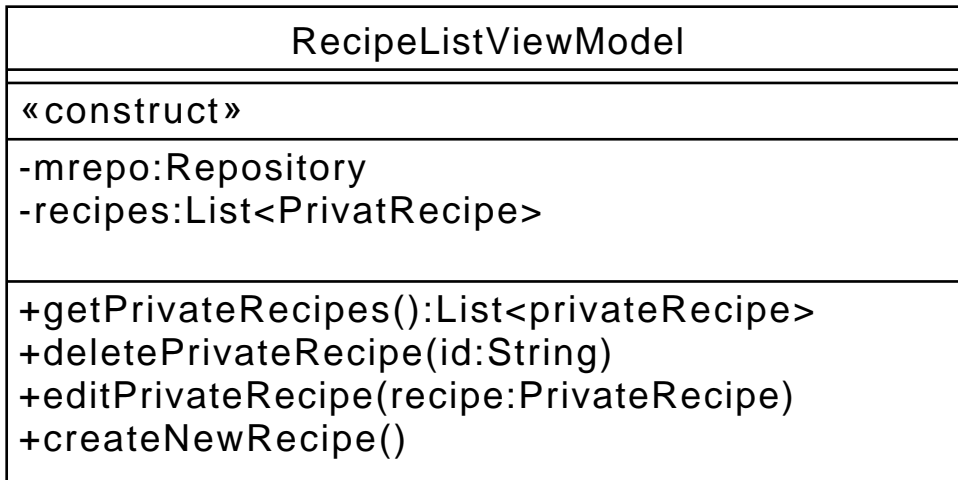 RecipeListViewModel
«construct»
-mrepo:Repository
-recipes:List<PrivatRecipe>
+getPrivateRecipes():List<privateRecipe>
+deletePrivateRecipe(id:String)
+editPrivateRecipe(recipe:PrivateRecipe)
+createNewRecipe()